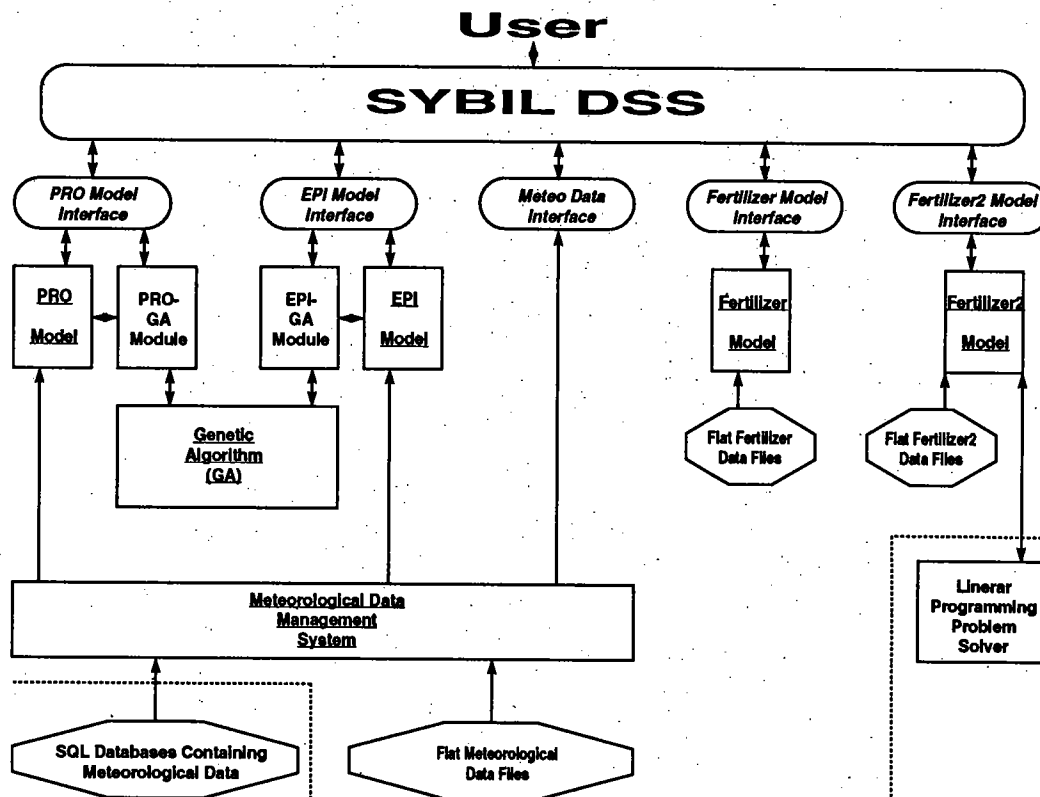 User
SYBIL DSS
PRO Model
Interface
EPI Model
Interface
Meteo Data
Interface
Fertilizer Model
Interface
Fertilizer2 Model
Interface
PRO
Model
PRO-
GA
Module
EPI-
GA
Module
EPI
Model
Fertilizer
Model
Fertilizer2
Model
Genetic
Algorithm
(GA)
Flat Fertilizer
Data Files
Flat Fertilizer2
Data Files
Meteorological Data
Management
System
Linerar
Programming
Problem
Solver
SQL Databases Containing
Meteorological Data
Flat Meteorological
Data Files